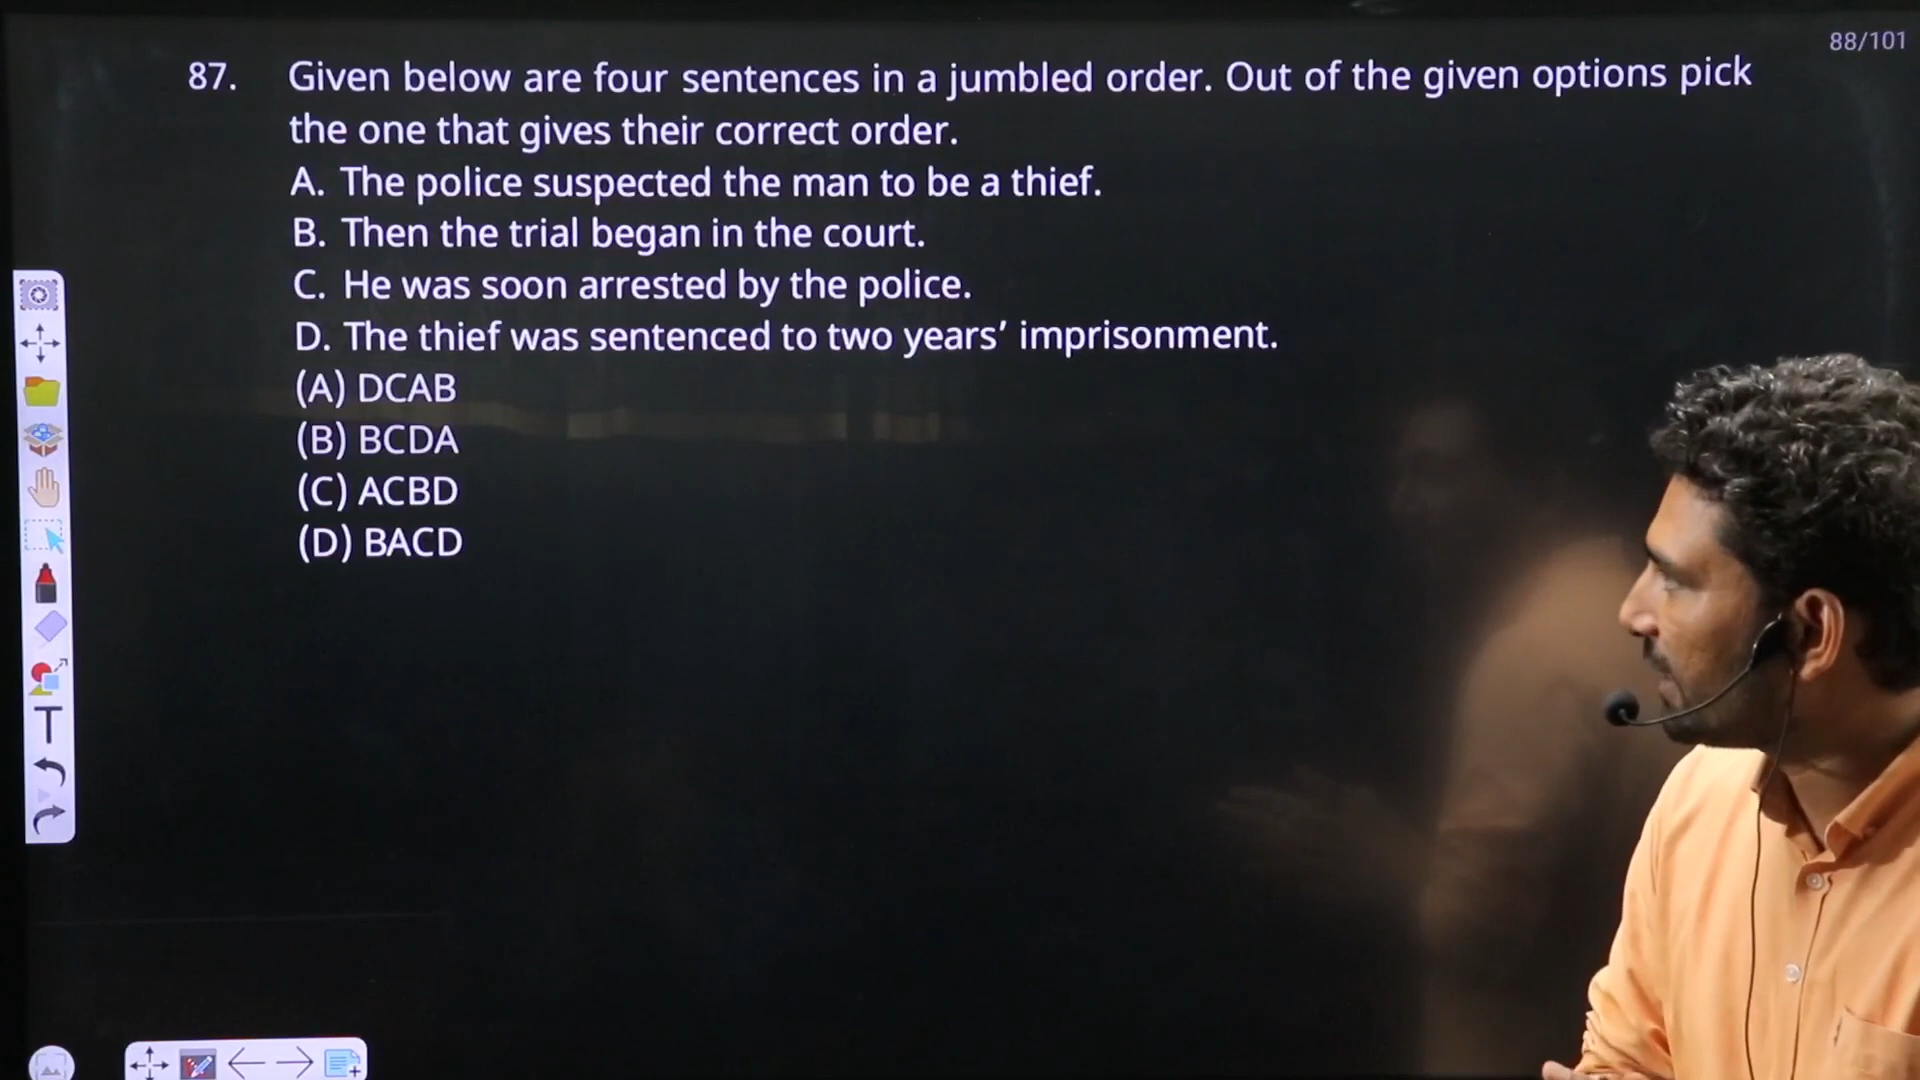 88/101
87. Given below are four sentences in a jumbled order. Out of the given options pick
the one that gives their correct order.
A. The police suspected the man to be a thief.
B. Then the trial began in the court.
C. He was soon arrested by the police.
D. The thief was sentenced to two years’ imprisonment.
(A) DCAB
(B) BCDA
(C) ACBD
(D) BACD
T